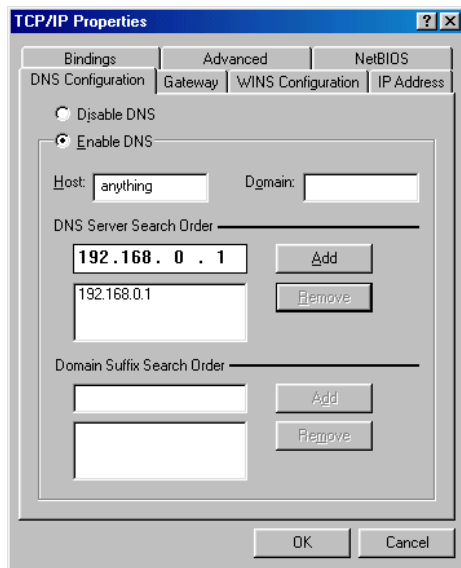 TCP/IP Properties ? X
Bindings Advanced NetBIOS
DNS Configuration Gateway WINS Configuration IP Address
Disable DNS
Enable DNS
Host: anything Domain:
DNS Server Search Order
192.168. 0 . 1 Add
192.168.0.1 Remove
Domain Suffix Search Order
Add
Remove
OK Cancel